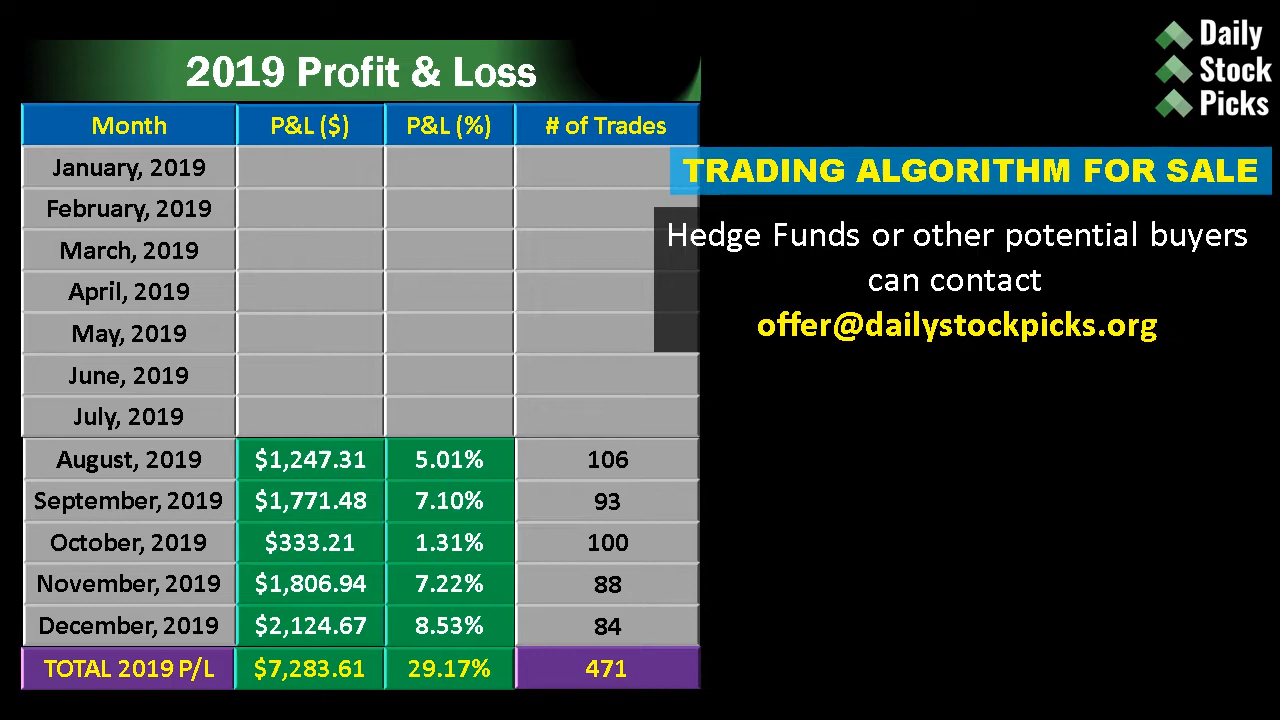 2019 Profit & Loss
Month P&L ($) P&L (%) # of Trades
January, 2019
February, 2019
March, 2019
April, 2019
May, 2019
June, 2019
July, 2019
August, 2019 $1,247.31 5.01% 106
September, 2019 $1,771.48 7.10% 93
October, 2019 $333.21 1.31% 100
November, 2019 $1,806.94 7.22% 88
December, 2019 $2,124.67 8.53% 84
TOTAL 2019 P/L $7,283.61 29.17% 471
Daily
Stock
Picks
TRADING ALGORITHM FOR SALE
Hedge Funds or other potential buyers
can contact
offer@dailystockpicks.org